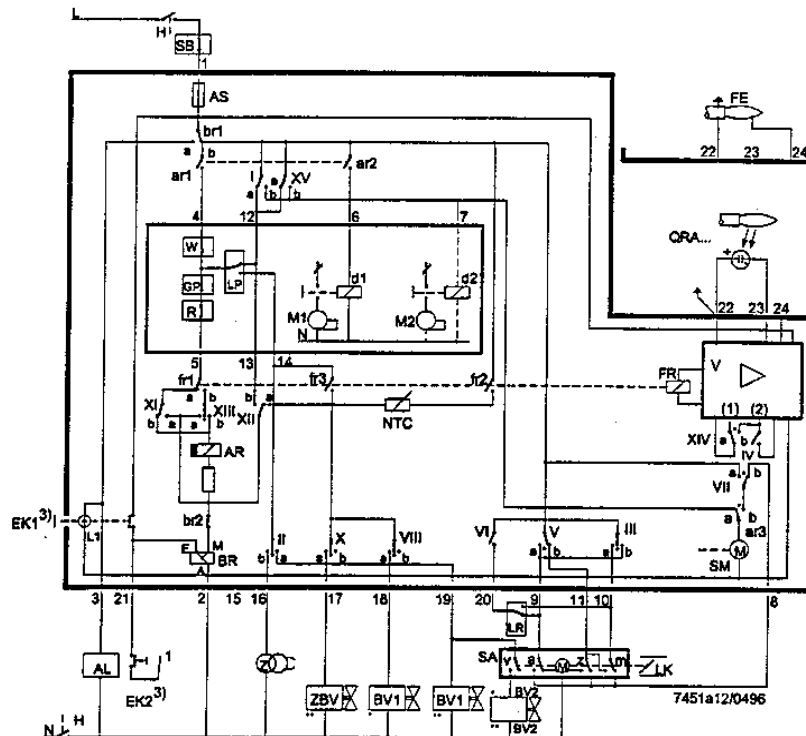 L
H
SB
1
AS
FE
br1
22 23 24
a b
ar1
ar2
I
a b
XV
a b
4 12 6 7
QRA...
+
W
GP
R
LP
d1
d2
M1
N
M2
22 23 24
V
FR
5 13 14
fr1
fr3
fr2
a b
XI
b a
XIII
a b
b a
XII
NTC
(1) (2)
XIV
a b
IV
AR
a b
VII
EK1 3)
L1
br2
a b
ar3
M
SM
E M
A
BR
II
b a
X
VIII
VI
V
III
3 21 2 15 16 17 18 19 20 9 11 10 8
LR
AL
1
EK2 3)
Z
SA
v a M z m
LK
ZBV
BV1
BV1
BV2
BV2
7451a12/0496
N
H